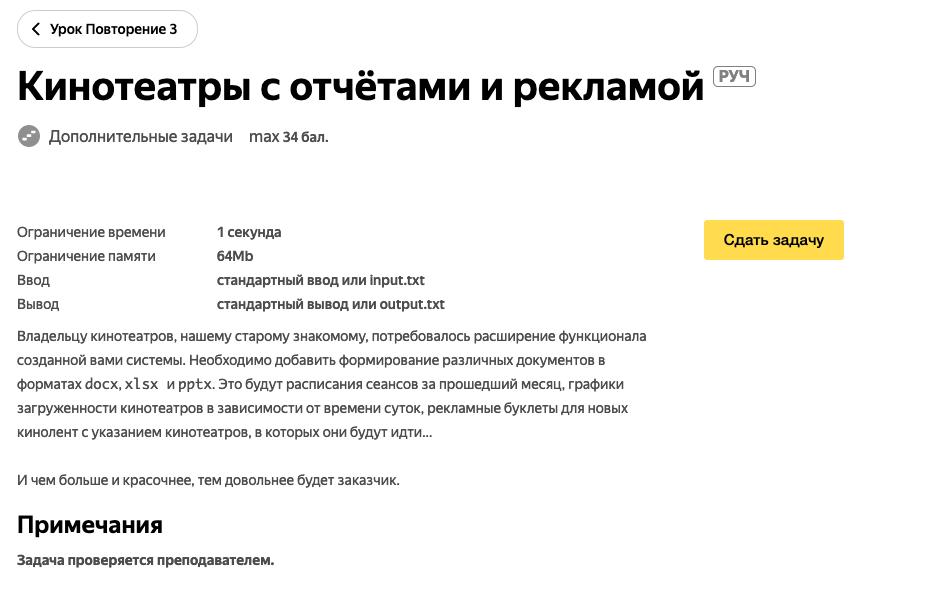 Урок Повторение 3
Кинотеатры с отчётами и рекламой РУЧ
Дополнительные задачи max 34 бал.
Ограничение времени 1 секунда
Ограничение памяти 64Mb
Ввод стандартный ввод или input.txt
Вывод стандартный вывод или output.txt
Сдать задачу
Владельцу кинотеатров, нашему старому знакомому, потребовалось расширение функционала
созданной вами системы. Необходимо добавить формирование различных документов в
форматах docx, xlsx и pptx. Это будут расписания сеансов за прошедший месяц, графики
загруженности кинотеатров в зависимости от времени суток, рекламные буклеты для новых
кинолент с указанием кинотеатров, в которых они будут идти...
И чем больше и красочнее, тем довольнее будет заказчик.
Примечания
Задача проверяется преподавателем.